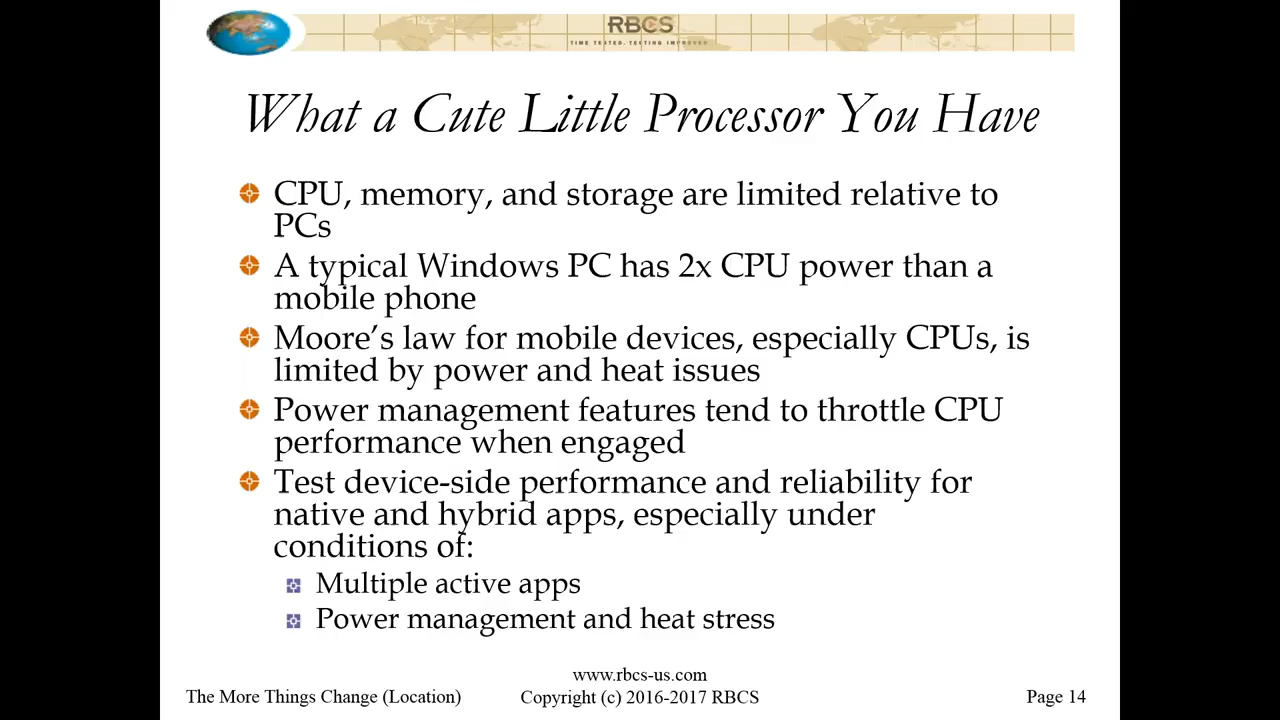 RBCS
TIME TESTED. TESTING IMPROVED
What a Cute Little Processor You Have
CPU, memory, and storage are limited relative to
PCs
A typical Windows PC has 2x CPU power than a
mobile phone
Moore's law for mobile devices, especially CPUs, is
limited by power and heat issues
Power management features tend to throttle CPU
performance when engaged
Test device-side performance and reliability for
native and hybrid apps, especially under
conditions of:
Multiple active apps
Power management and heat stress
www.rbcs-us.com
The More Things Change (Location)
Copyright (c) 2016-2017 RBCS
Page 14